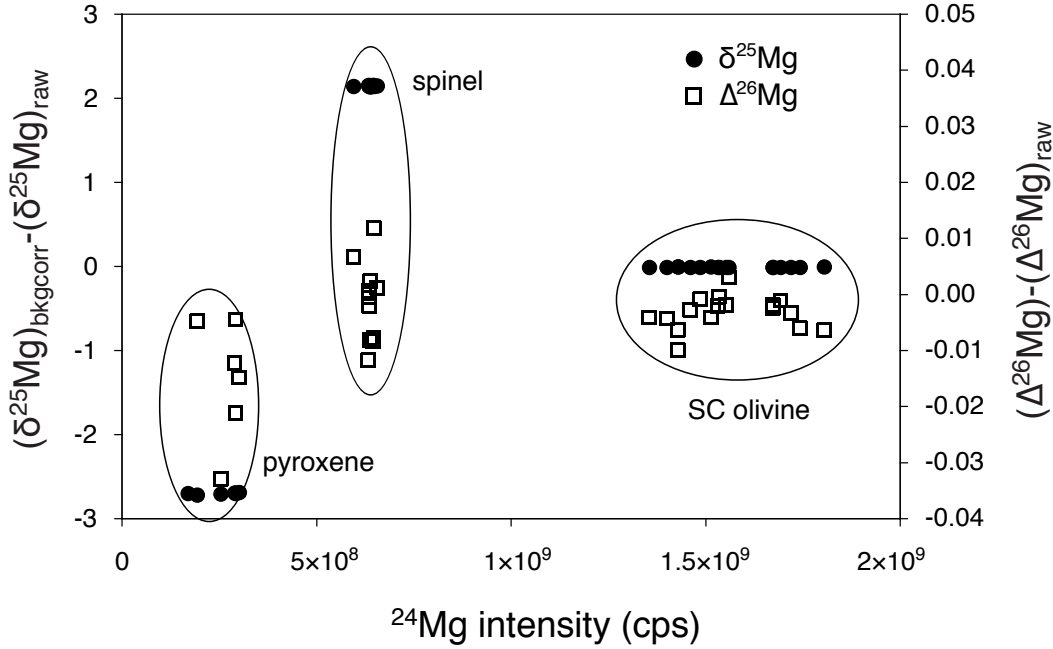 (δ²⁵Mg)bkgcorr-(δ²⁵Mg)raw
3
2
1
0
-1
-2
-3
spinel
pyroxene
SC olivine
δ²⁵Mg
Δ²⁶Mg
0.05
0.04
0.03
0.02
0.01
0.00
-0.01
-0.02
-0.03
-0.04
(Δ²⁶Mg)-(Δ²⁶Mg)raw
0 5×10⁸ 1×10⁹ 1.5×10⁹ 2×10⁹
²⁴Mg intensity (cps)